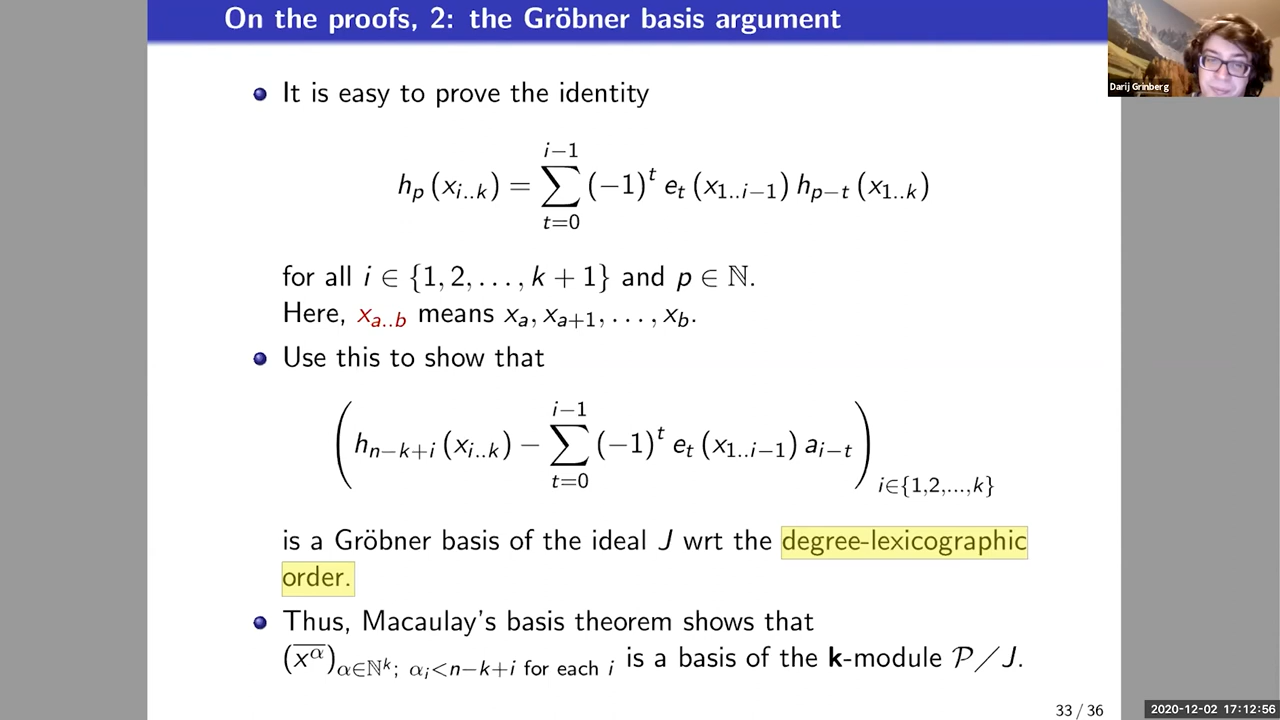 On the proofs, 2: the Gröbner basis argument
Darij Grinberg
It is easy to prove the identity
h_p (x_{i..k}) = \sum_{t=0}^{i−1} (−1)^t e_t (x_{1..i−1}) h_{p−t} (x_{1..k})
for all i ∈ {1, 2, . . . , k + 1} and p ∈ ℕ.
Here, x_{a..b} means x_a, x_{a+1}, . . . , x_b.
Use this to show that
( h_{n−k+i} (x_{i..k}) − \sum_{t=0}^{i−1} (−1)^t e_t (x_{1..i−1}) a_{i−t} )_{i∈{1,2,...,k}}
is a Gröbner basis of the ideal J wrt the degree-lexicographic
order.
Thus, Macaulay's basis theorem shows that
(\overline{x^α})_{α∈ℕ^k; α_i<n−k+i for each i} is a basis of the **k**-module 𝒫/J.
33 / 36
2020-12-02 17:12:56